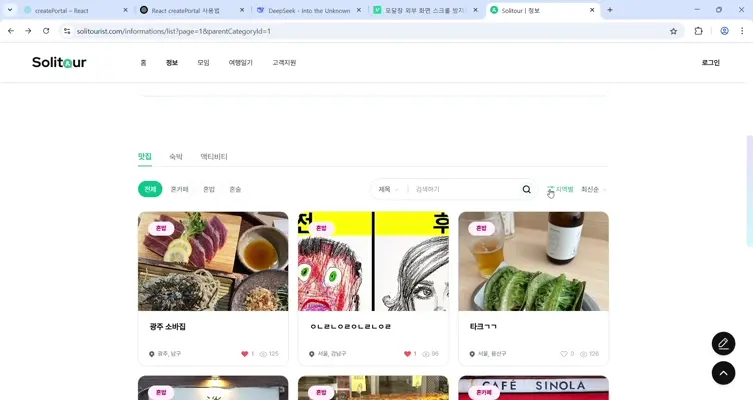 createPortal – React
React createPortal 사용법
DeepSeek - Into the Unknown
모달창 외부 화면 스크롤 방지
Solitour | 정보
solitourist.com/informations/list?page=1&parentCategoryId=1
Solitour
홈
정보
모임
여행일기
고객지원
로그인
맛집
숙박
액티비티
전체
혼카페
혼밥
혼술
제목
검색하기
지역별
최신순
혼밥
혼밥
전
후
혼밥
광주 소바집
ㅇㄴㄹㄴㅇㄹㅇㄴㄹㄴㅇㄹ
타크ㄱㄱ
광주, 남구
1
125
서울, 강남구
1
96
서울, 용산구
0
126
혼밥
혼밥
혼카페
CAFÉ SINOLA